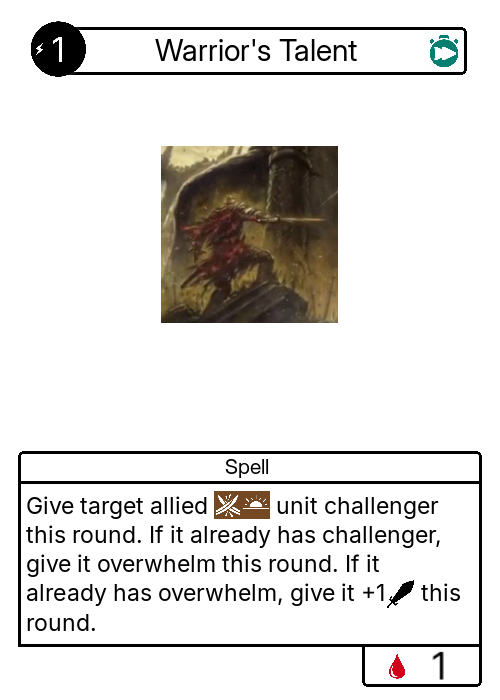 1 Warrior's Talent
Spell
Give target allied unit challenger
this round. If it already has challenger,
give it overwhelm this round. If it
already has overwhelm, give it +1 this
round.
1